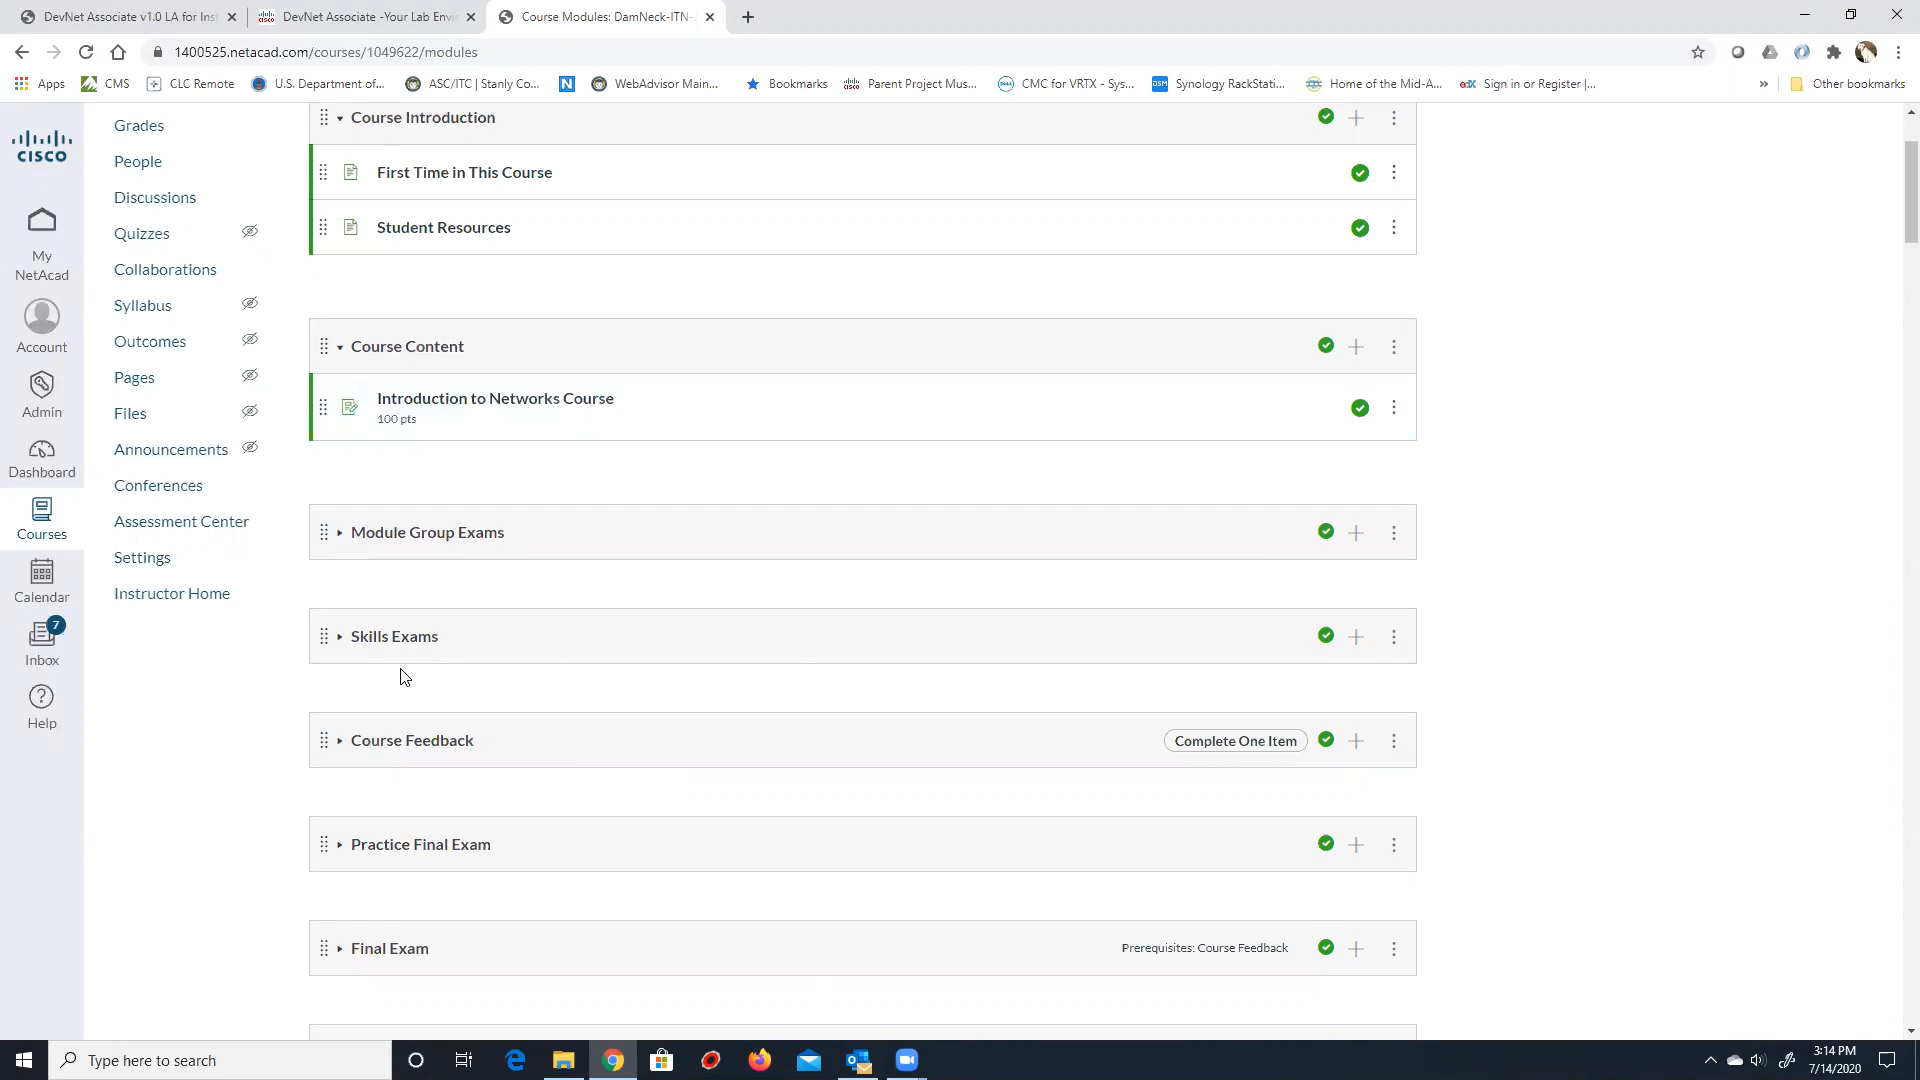 DevNet Associate v1.0 LA for Inst
DevNet Associate -Your Lab Envir
Course Modules: DamNeck-ITN-
1400525.netacad.com/courses/1049622/modules
Apps
CMS
CLC Remote
U.S. Department of...
ASC/ITC | Stanly Co...
WebAdvisor Main...
Bookmarks
Parent Project Mus...
CMC for VRTX - Sys...
Synology RackStati...
Home of the Mid-A...
Sign in or Register |...
»
Other bookmarks
CISCO
My
NetAcad
Account
Admin
Dashboard
Courses
Calendar
7
Inbox
Help
Grades
People
Discussions
Quizzes
Collaborations
Syllabus
Outcomes
Pages
Files
Announcements
Conferences
Assessment Center
Settings
Instructor Home
Course Introduction
First Time in This Course
Student Resources
Course Content
Introduction to Networks Course
100 pts
Module Group Exams
Skills Exams
Course Feedback
Complete One Item
Practice Final Exam
Final Exam
Prerequisites: Course Feedback
Type here to search
3:14 PM
7/14/2020